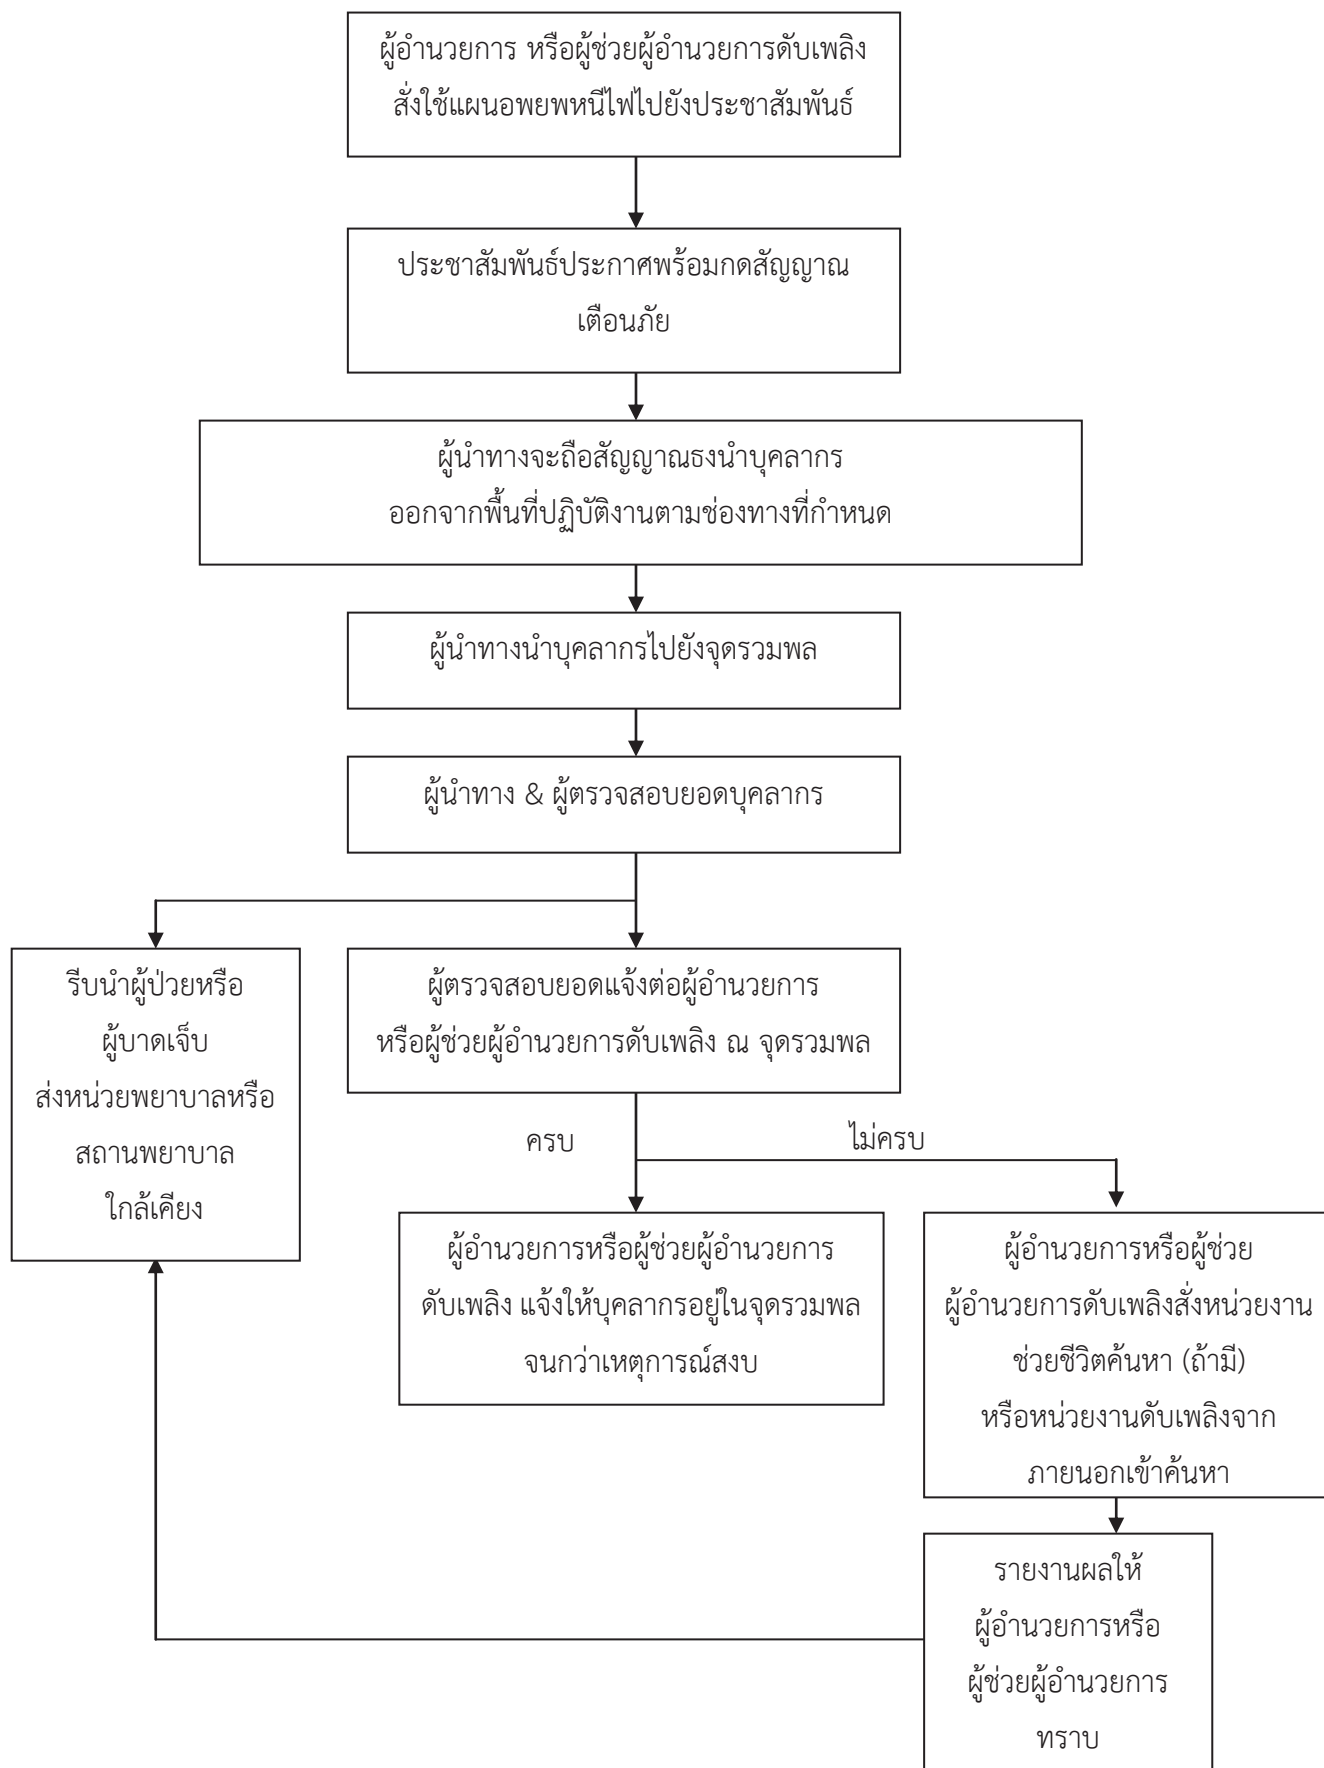 ผู้อำนวยการ หรือผู้ช่วยผู้อำนวยการดับเพลิง
สั่งใช้แผนอพยพหนีไฟไปยังประชาสัมพันธ์
ประชาสัมพันธ์ประกาศพร้อมกดสัญญาณ
เตือนภัย
ผู้นำทางจะถือสัญญาณธงนำบุคลากร
ออกจากพื้นที่ปฏิบัติงานตามช่องทางที่กำหนด
ผู้นำทางนำบุคลากรไปยังจุดรวมพล
ผู้นำทาง & ผู้ตรวจสอบยอดบุคลากร
รีบนำผู้ป่วยหรือ
ผู้บาดเจ็บ
ส่งหน่วยพยาบาลหรือ
สถานพยาบาล
ใกล้เคียง
ผู้ตรวจสอบยอดแจ้งต่อผู้อำนวยการ
หรือผู้ช่วยผู้อำนวยการดับเพลิง ณ จุดรวมพล
ครบ
ไม่ครบ
ผู้อำนวยการหรือผู้ช่วยผู้อำนวยการ
ดับเพลิง แจ้งให้บุคลากรอยู่ในจุดรวมพล
จนกว่าเหตุการณ์สงบ
ผู้อำนวยการหรือผู้ช่วย
ผู้อำนวยการดับเพลิงสั่งหน่วยงาน
ช่วยชีวิตค้นหา (ถ้ามี)
หรือหน่วยงานดับเพลิงจาก
ภายนอกเข้าค้นหา
รายงานผลให้
ผู้อำนวยการหรือ
ผู้ช่วยผู้อำนวยการ
ทราบ